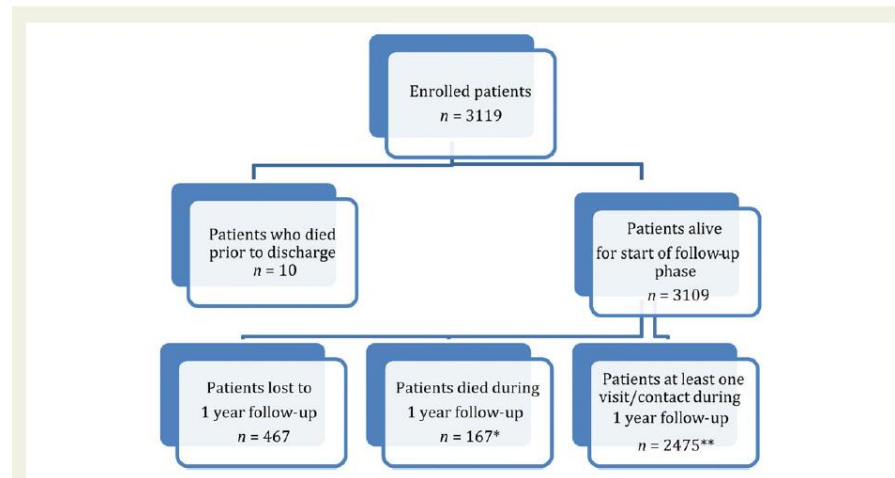 Enrolled patients
n = 3119
Patients who died
prior to discharge
n = 10
Patients alive
for start of follow-up
phase
n = 3109
Patients lost to
1 year follow-up
n = 467
Patients died during
1 year follow-up
n = 167*
Patients at least one
visit/contact during
1 year follow-up
n = 2475**